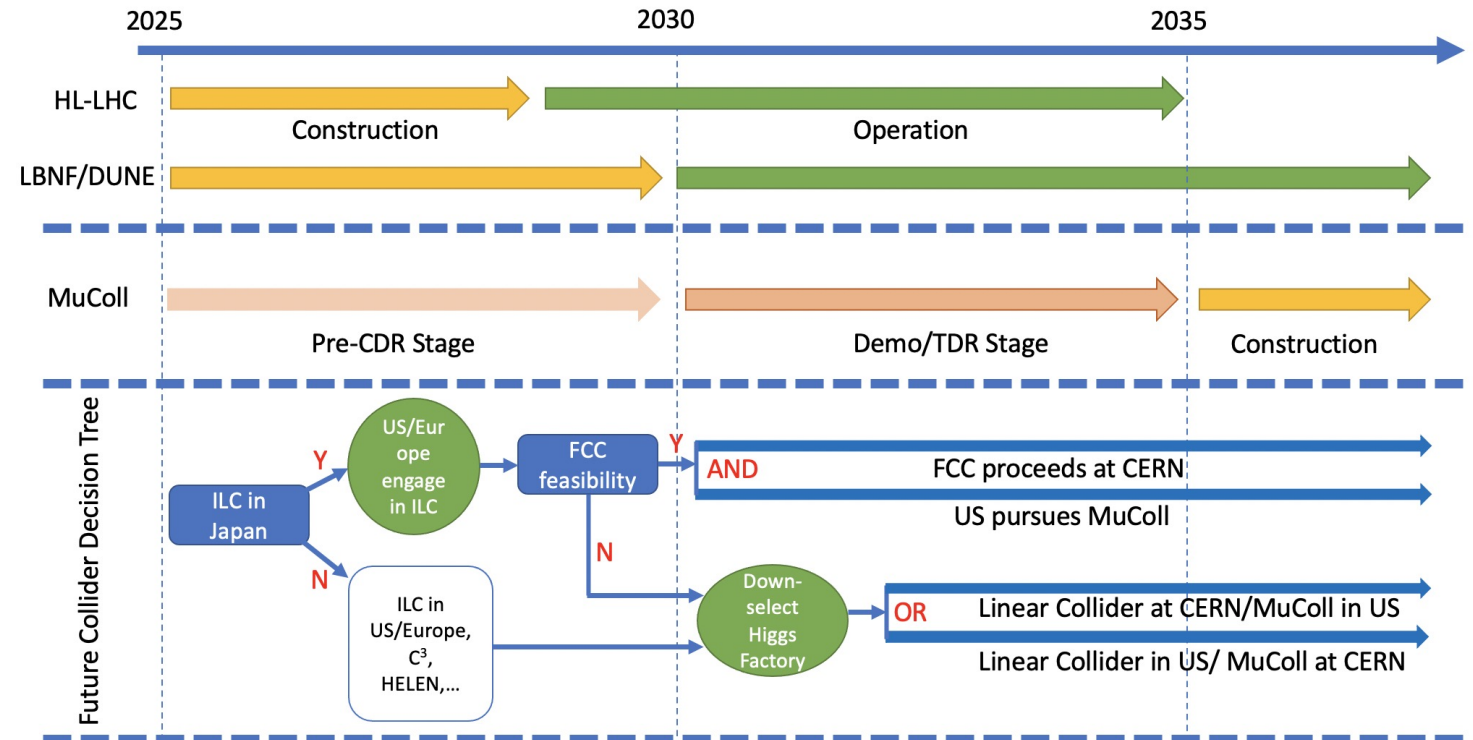 2025
2030
2035
HL-LHC
Construction
Operation
LBNF/DUNE
MuColl
Pre-CDR Stage
Demo/TDR Stage
Construction
Future Collider Decision Tree
ILC in
Japan
Y
N
US/Eur
ope
engage
in ILC
FCC
feasibility
Y
N
AND
FCC proceeds at CERN
US pursues MuColl
ILC in
US/Europe,
C³,
HELEN,...
Down-
select
Higgs
Factory
OR
Linear Collider at CERN/MuColl in US
Linear Collider in US/ MuColl at CERN